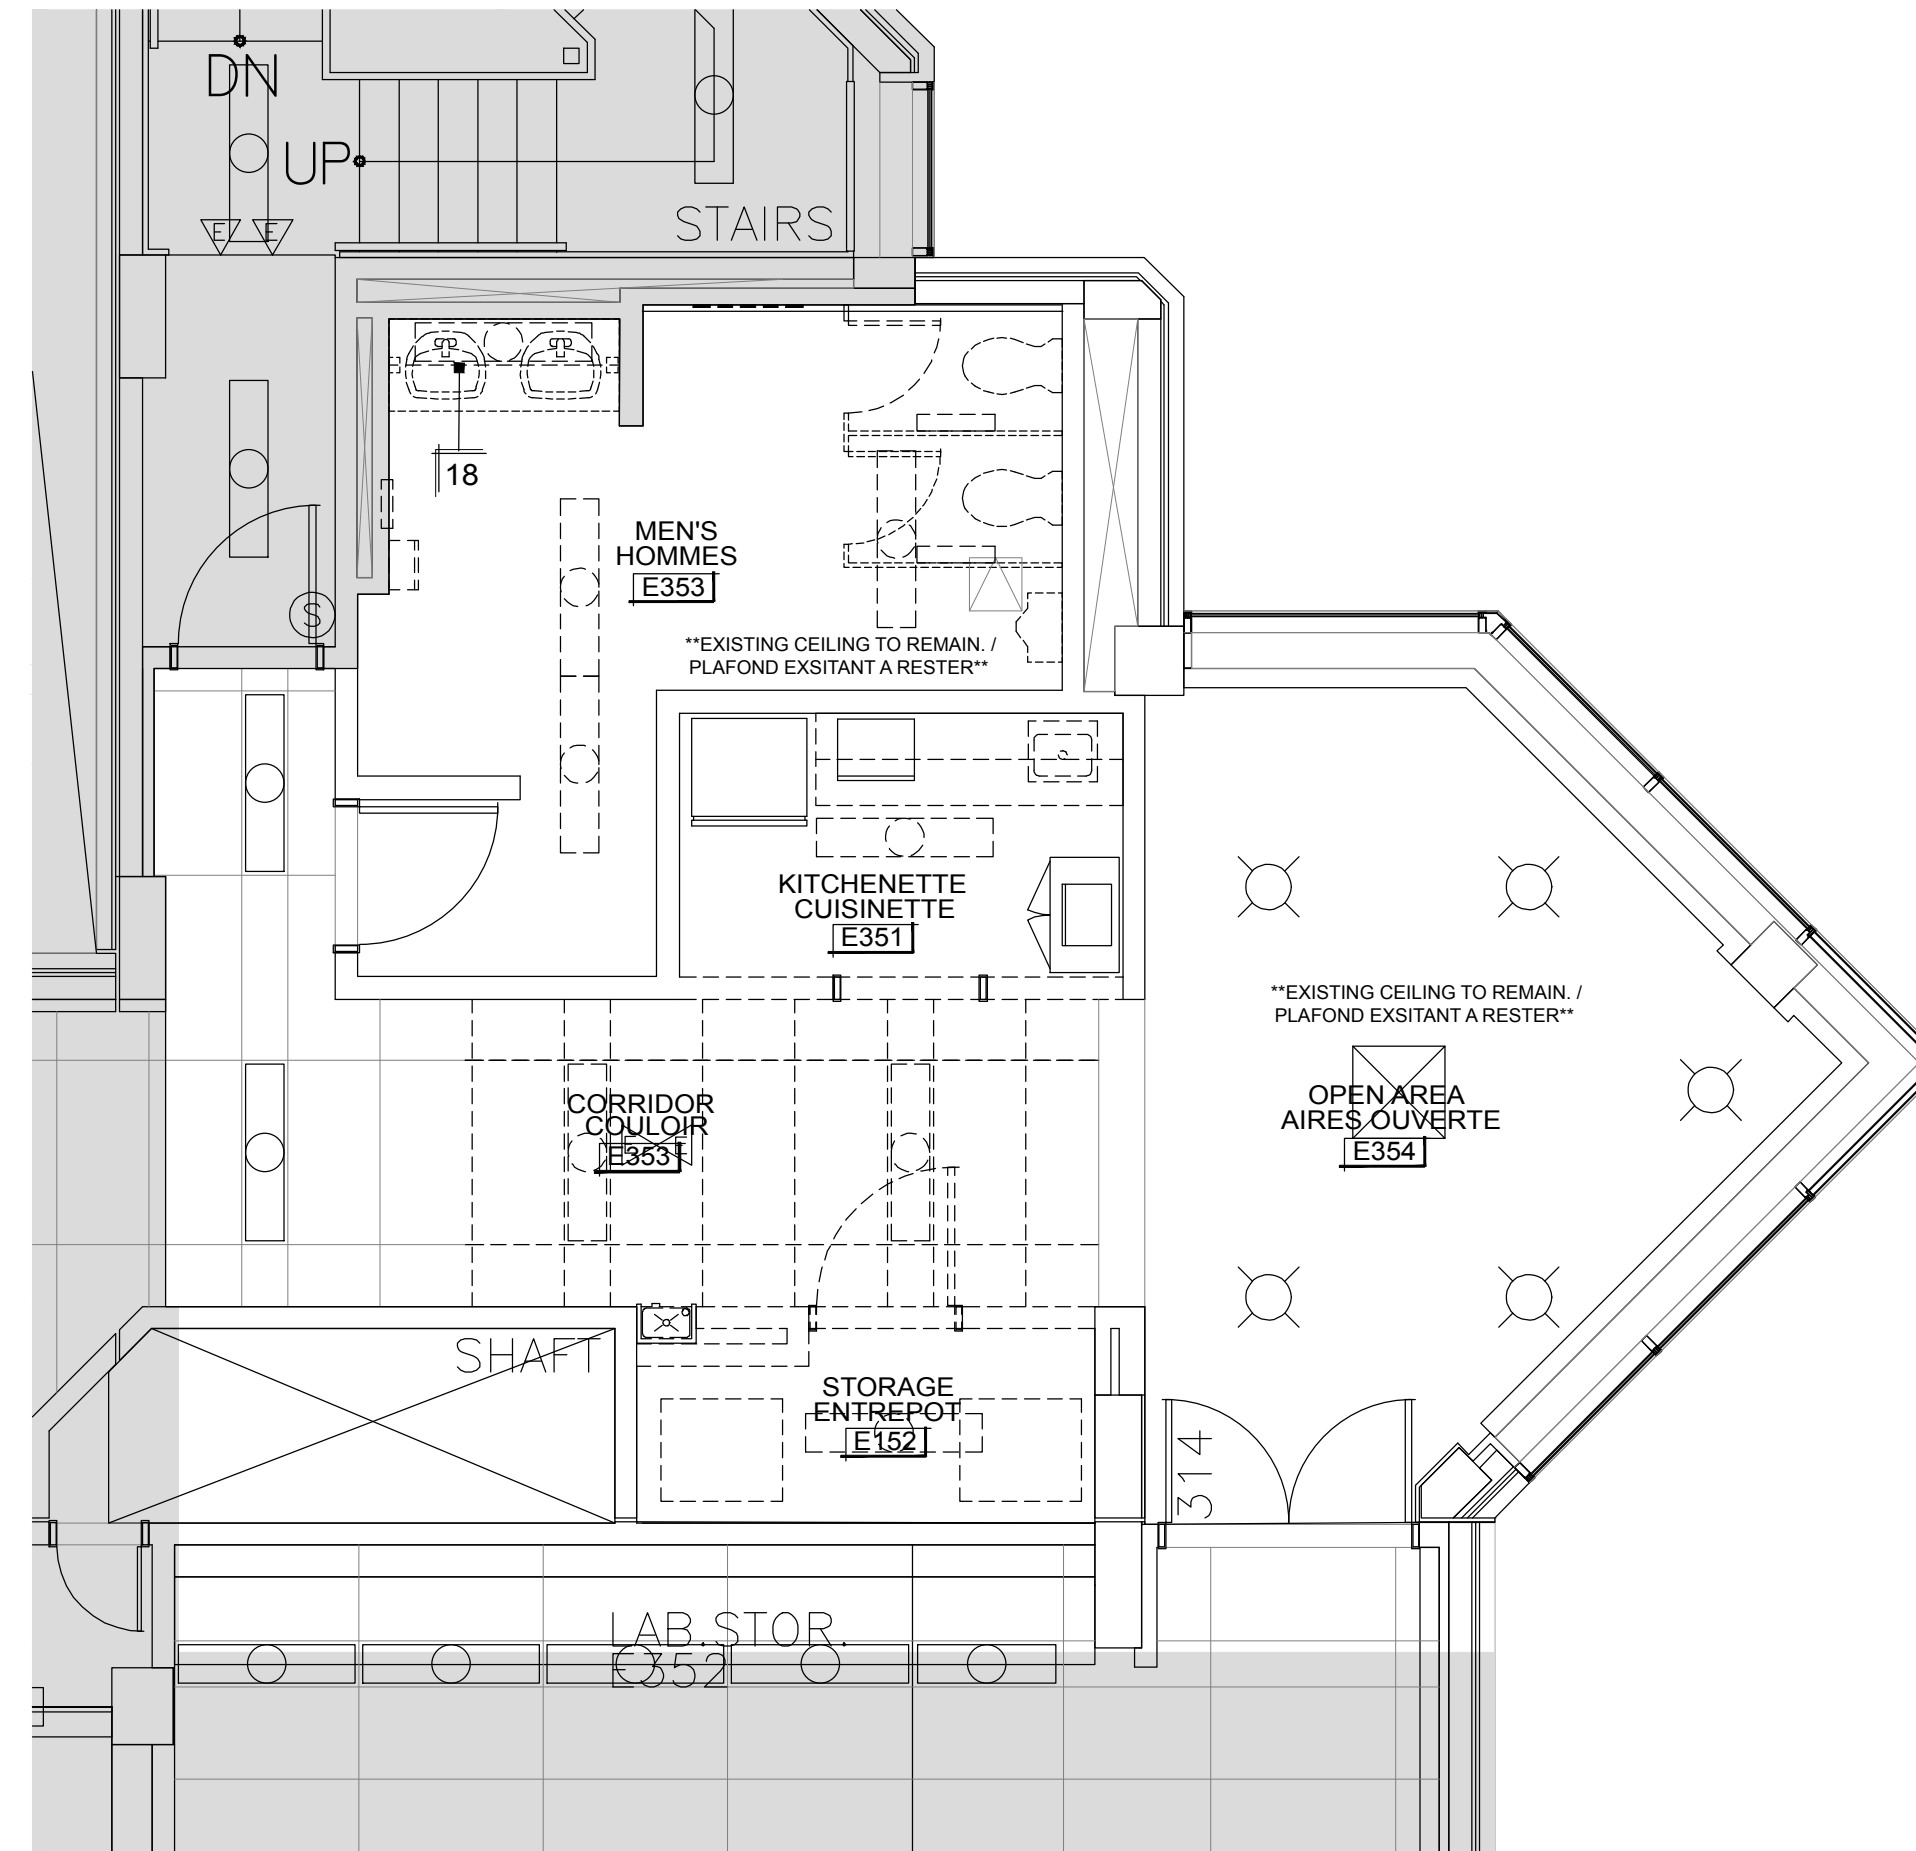 DN
UP
E E
STAIRS
18
MEN'S
HOMMES
E353
S
**EXISTING CEILING TO REMAIN. /
PLAFOND EXSITANT A RESTER**
KITCHENETTE
CUISINETTE
E351
**EXISTING CEILING TO REMAIN. /
PLAFOND EXSITANT A RESTER**
OPEN AREA
AIRES OUVERTE
E354
CORRIDOR
COULOIR
E E
E353
SHAFT
STORAGE
ENTREPOT
E152
314
LAB.STOR.
E352